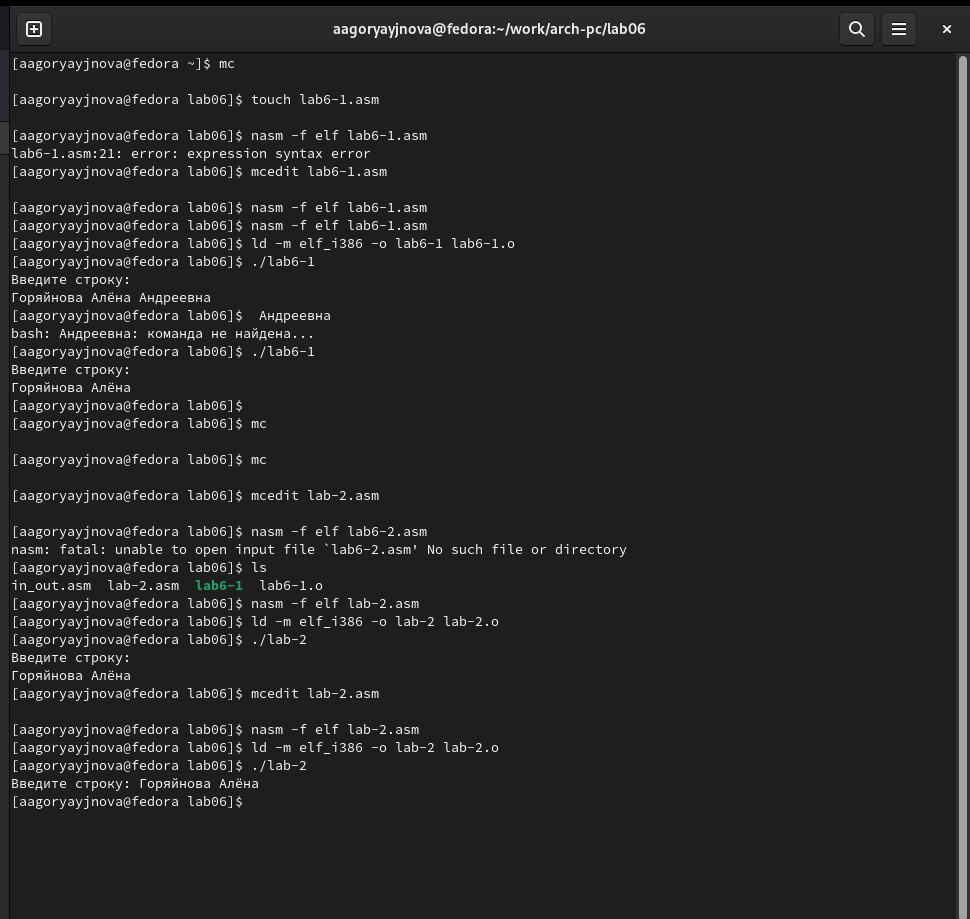 aagoryayjnova@fedora:~/work/arch-pc/lab06
[aagoryayjnova@fedora ~]$ mc
[aagoryayjnova@fedora lab06]$ touch lab6-1.asm
[aagoryayjnova@fedora lab06]$ nasm -f elf lab6-1.asm
lab6-1.asm:21: error: expression syntax error
[aagoryayjnova@fedora lab06]$ mcedit lab6-1.asm
[aagoryayjnova@fedora lab06]$ nasm -f elf lab6-1.asm
[aagoryayjnova@fedora lab06]$ nasm -f elf lab6-1.asm
[aagoryayjnova@fedora lab06]$ ld -m elf_i386 -o lab6-1 lab6-1.o
[aagoryayjnova@fedora lab06]$ ./lab6-1
Введите строку:
Горяйнова Алёна Андреевна
[aagoryayjnova@fedora lab06]$  Андреевна
bash: Андреевна: команда не найдена...
[aagoryayjnova@fedora lab06]$ ./lab6-1
Введите строку:
Горяйнова Алёна
[aagoryayjnova@fedora lab06]$
[aagoryayjnova@fedora lab06]$ mc
[aagoryayjnova@fedora lab06]$ mc
[aagoryayjnova@fedora lab06]$ mcedit lab-2.asm
[aagoryayjnova@fedora lab06]$ nasm -f elf lab6-2.asm
nasm: fatal: unable to open input file `lab6-2.asm' No such file or directory
[aagoryayjnova@fedora lab06]$ ls
in_out.asm  lab-2.asm  lab6-1  lab6-1.o
[aagoryayjnova@fedora lab06]$ nasm -f elf lab-2.asm
[aagoryayjnova@fedora lab06]$ ld -m elf_i386 -o lab-2 lab-2.o
[aagoryayjnova@fedora lab06]$ ./lab-2
Введите строку:
Горяйнова Алёна
[aagoryayjnova@fedora lab06]$ mcedit lab-2.asm
[aagoryayjnova@fedora lab06]$ nasm -f elf lab-2.asm
[aagoryayjnova@fedora lab06]$ ld -m elf_i386 -o lab-2 lab-2.o
[aagoryayjnova@fedora lab06]$ ./lab-2
Введите строку: Горяйнова Алёна
[aagoryayjnova@fedora lab06]$